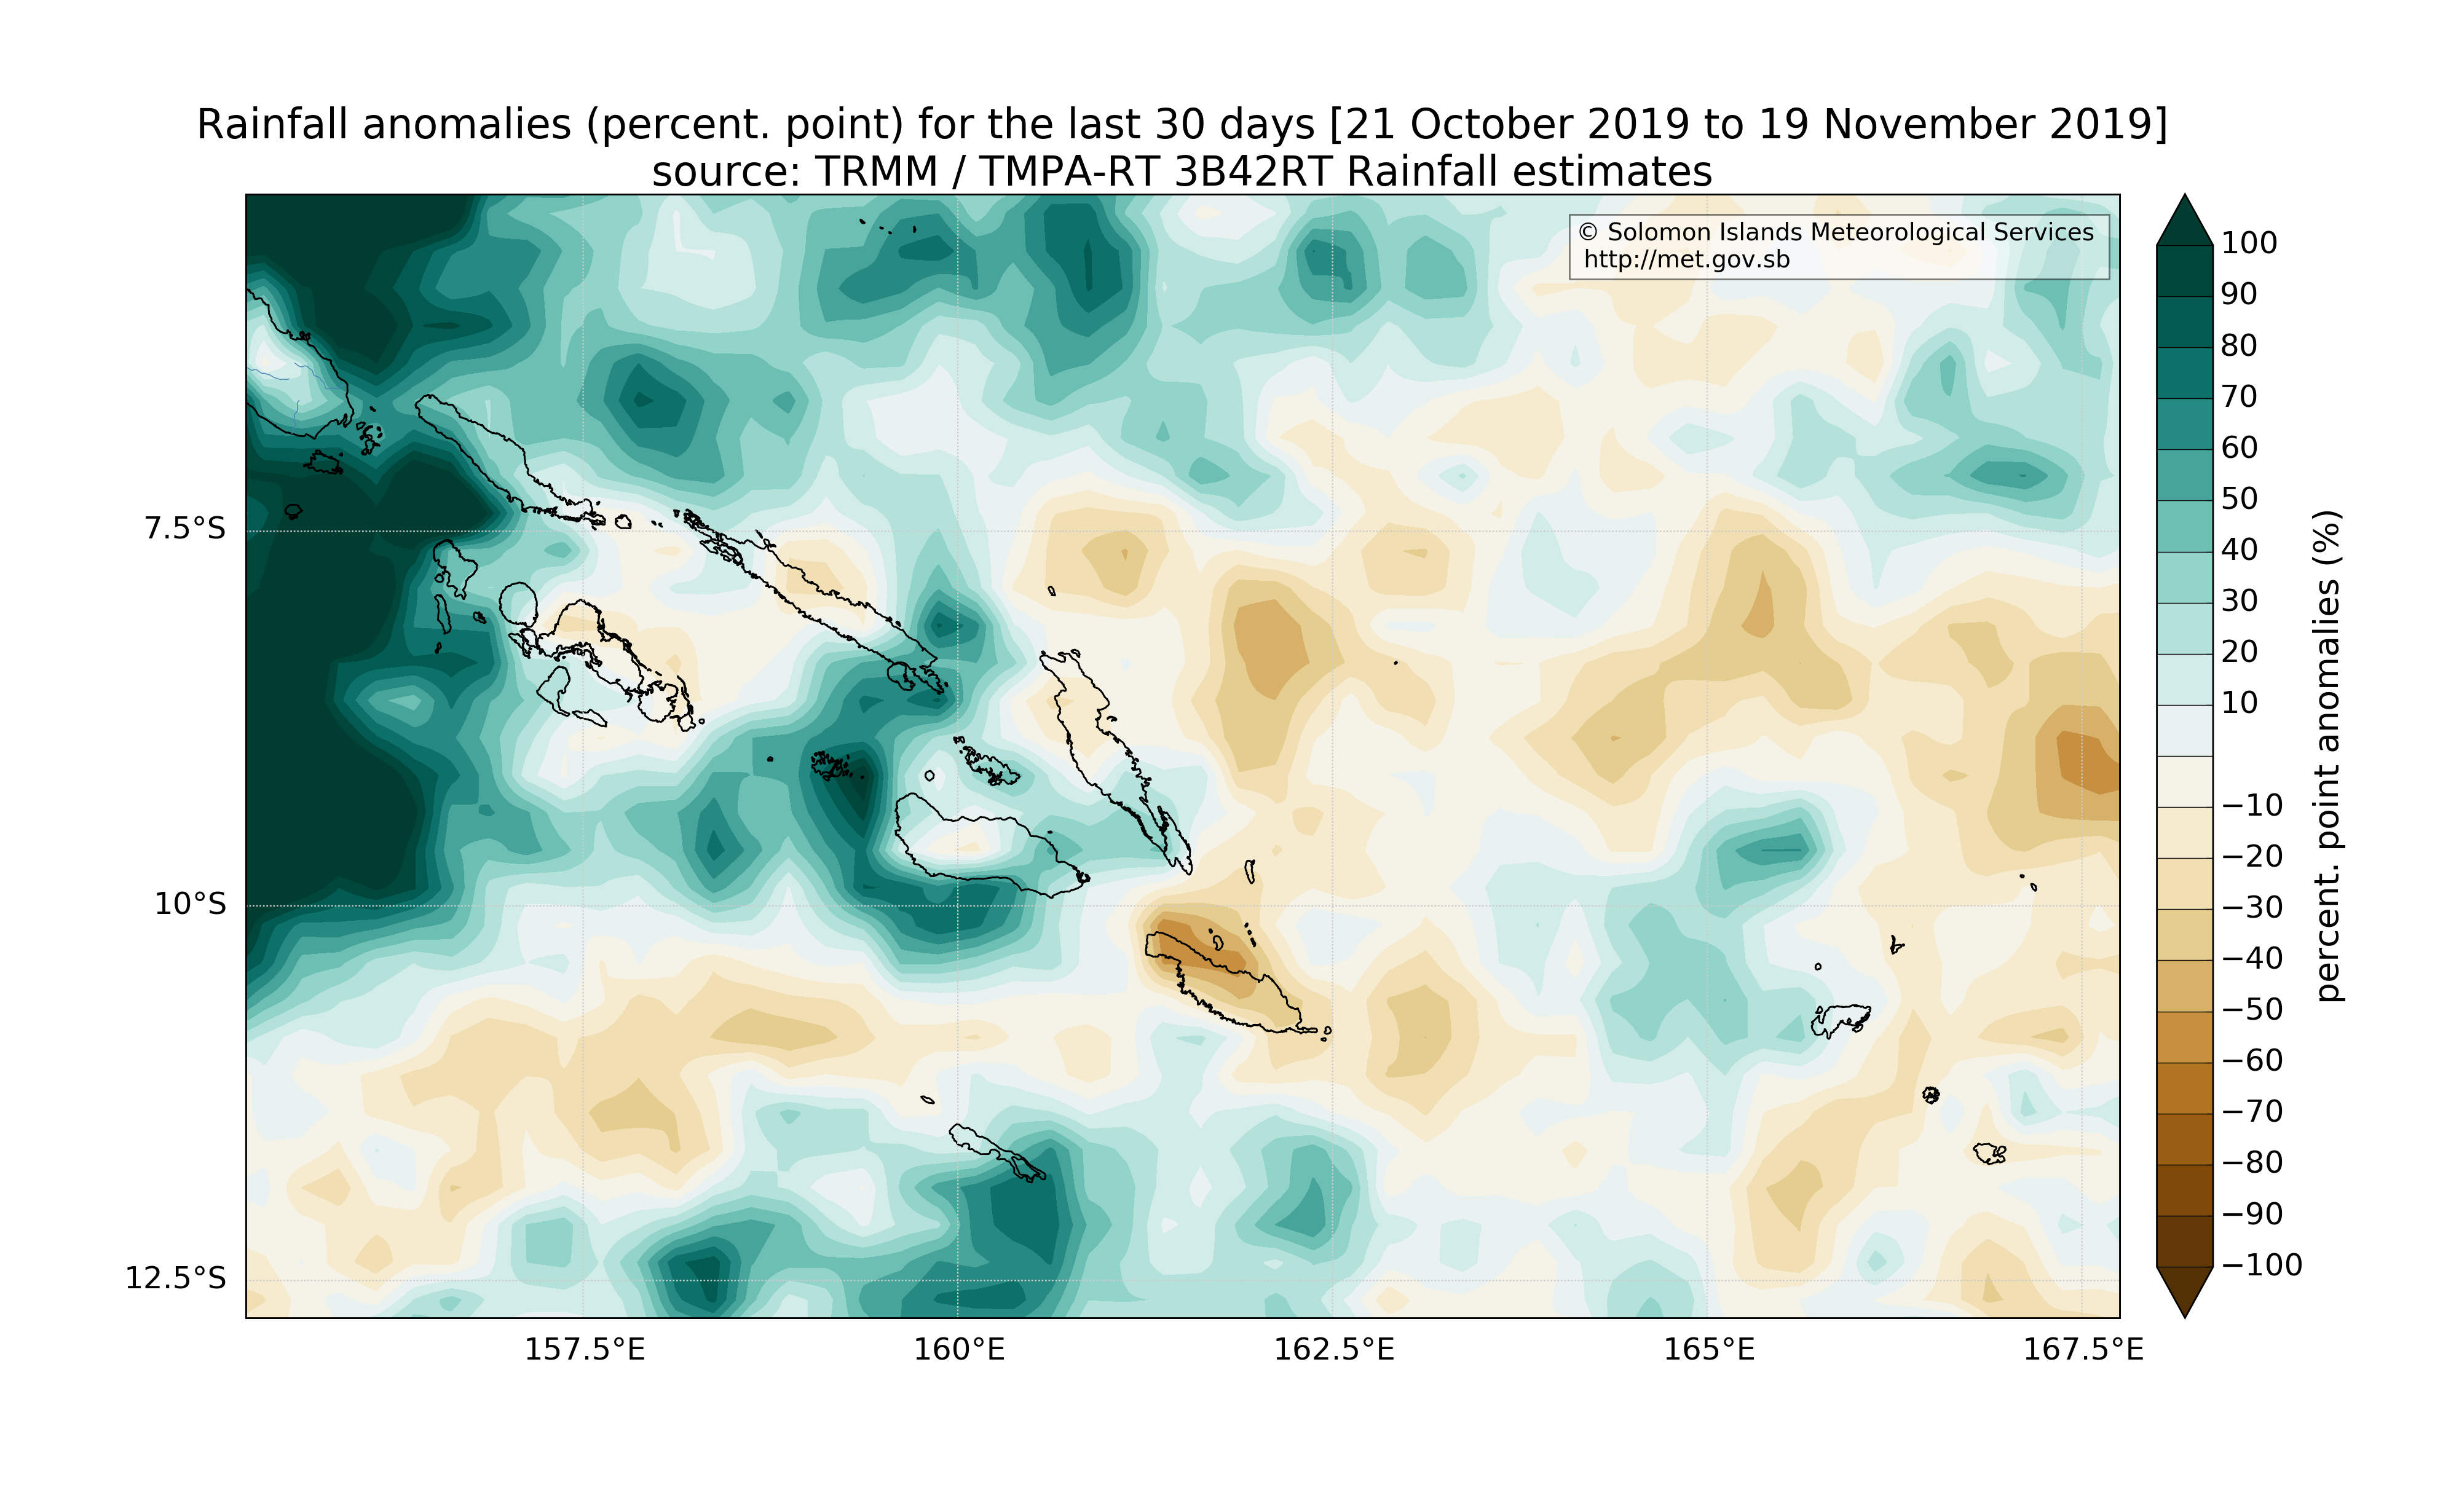 Rainfall anomalies (percent. point) for the last 30 days [21 October 2019 to 19 November 2019]
source: TRMM / TMPA-RT 3B42RT Rainfall estimates
© Solomon Islands Meteorological Services
http://met.gov.sb
7.5°S
10°S
12.5°S
157.5°E
160°E
162.5°E
165°E
167.5°E
100
90
80
70
60
50
40
30
20
10
−10
−20
−30
−40
−50
−60
−70
−80
−90
−100
percent. point anomalies (%)